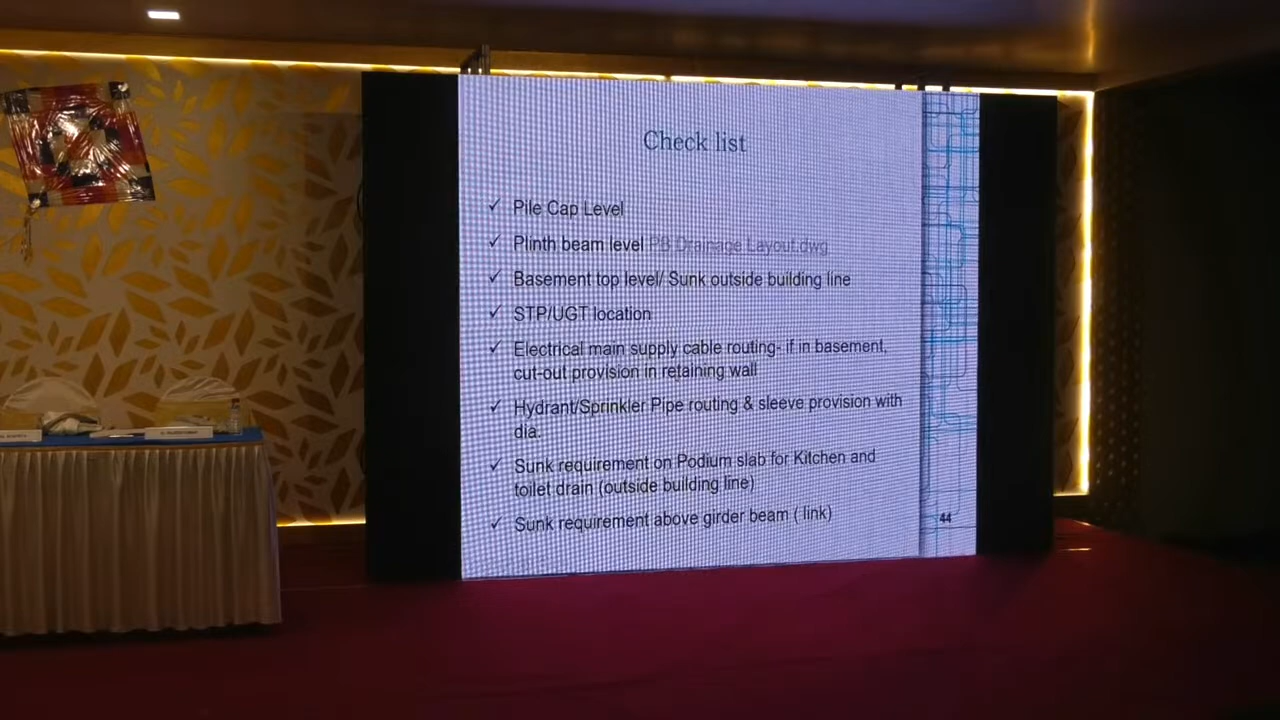 Check list
✓ Pile Cap Level
✓ Plinth beam level PB Drainage Layout.dwg
✓ Basement top level/ Sunk outside building line
✓ STP/UGT location
✓ Electrical main supply cable routing- if in basement,
cut-out provision in retaining wall
✓ Hydrant/Sprinkler Pipe routing & sleeve provision with
dia.
✓ Sunk requirement on Podium slab for Kitchen and
toilet drain (outside building line)
✓ Sunk requirement above girder beam ( link)
44